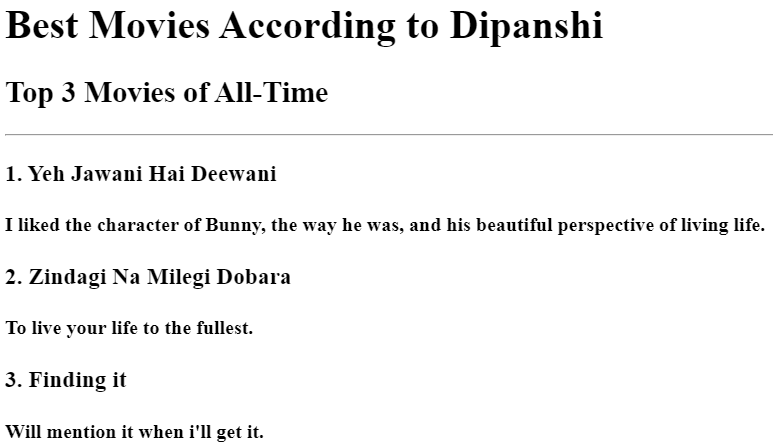 Best Movies According to Dipanshi
Top 3 Movies of All-Time
1. Yeh Jawani Hai Deewani
I liked the character of Bunny, the way he was, and his beautiful perspective of living life.
2. Zindagi Na Milegi Dobara
To live your life to the fullest.
3. Finding it
Will mention it when i'll get it.